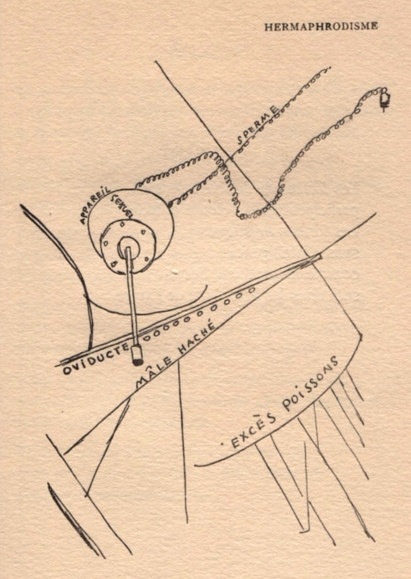 HERMAPHRODISME
SPERME
APPAREIL
SEXUEL
OVIDUCTE
MÂLE HACHÉ
EXCÈS POISSONS